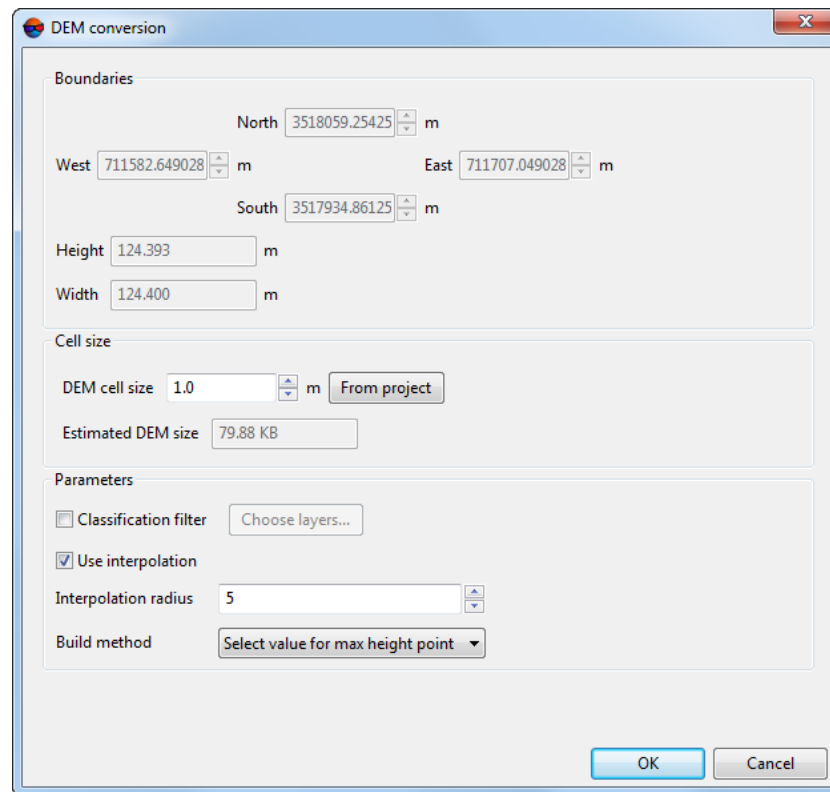 DEM conversion
Boundaries
North 3518059.25425 m
West 711582.649028 m East 711707.049028 m
South 3517934.86125 m
Height 124.393 m
Width 124.400 m
Cell size
DEM cell size 1.0 m From project
Estimated DEM size 79.88 KB
Parameters
Classification filter Choose layers...
Use interpolation
Interpolation radius 5
Build method Select value for max height point
OK Cancel